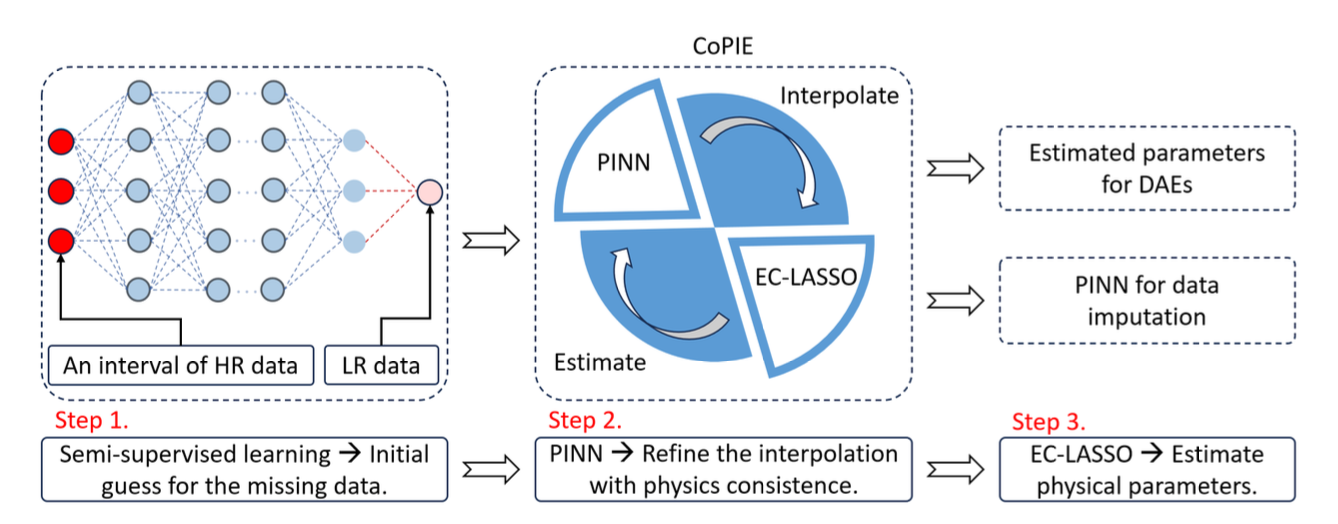 CoPIE
Interpolate
PINN
EC-LASSO
Estimate
An interval of HR data
LR data
Estimated parameters
for DAEs
PINN for data
imputation
Step 1.
Semi-supervised learning → Initial
guess for the missing data.
Step 2.
PINN → Refine the interpolation
with physics consistence.
Step 3.
EC-LASSO → Estimate
physical parameters.